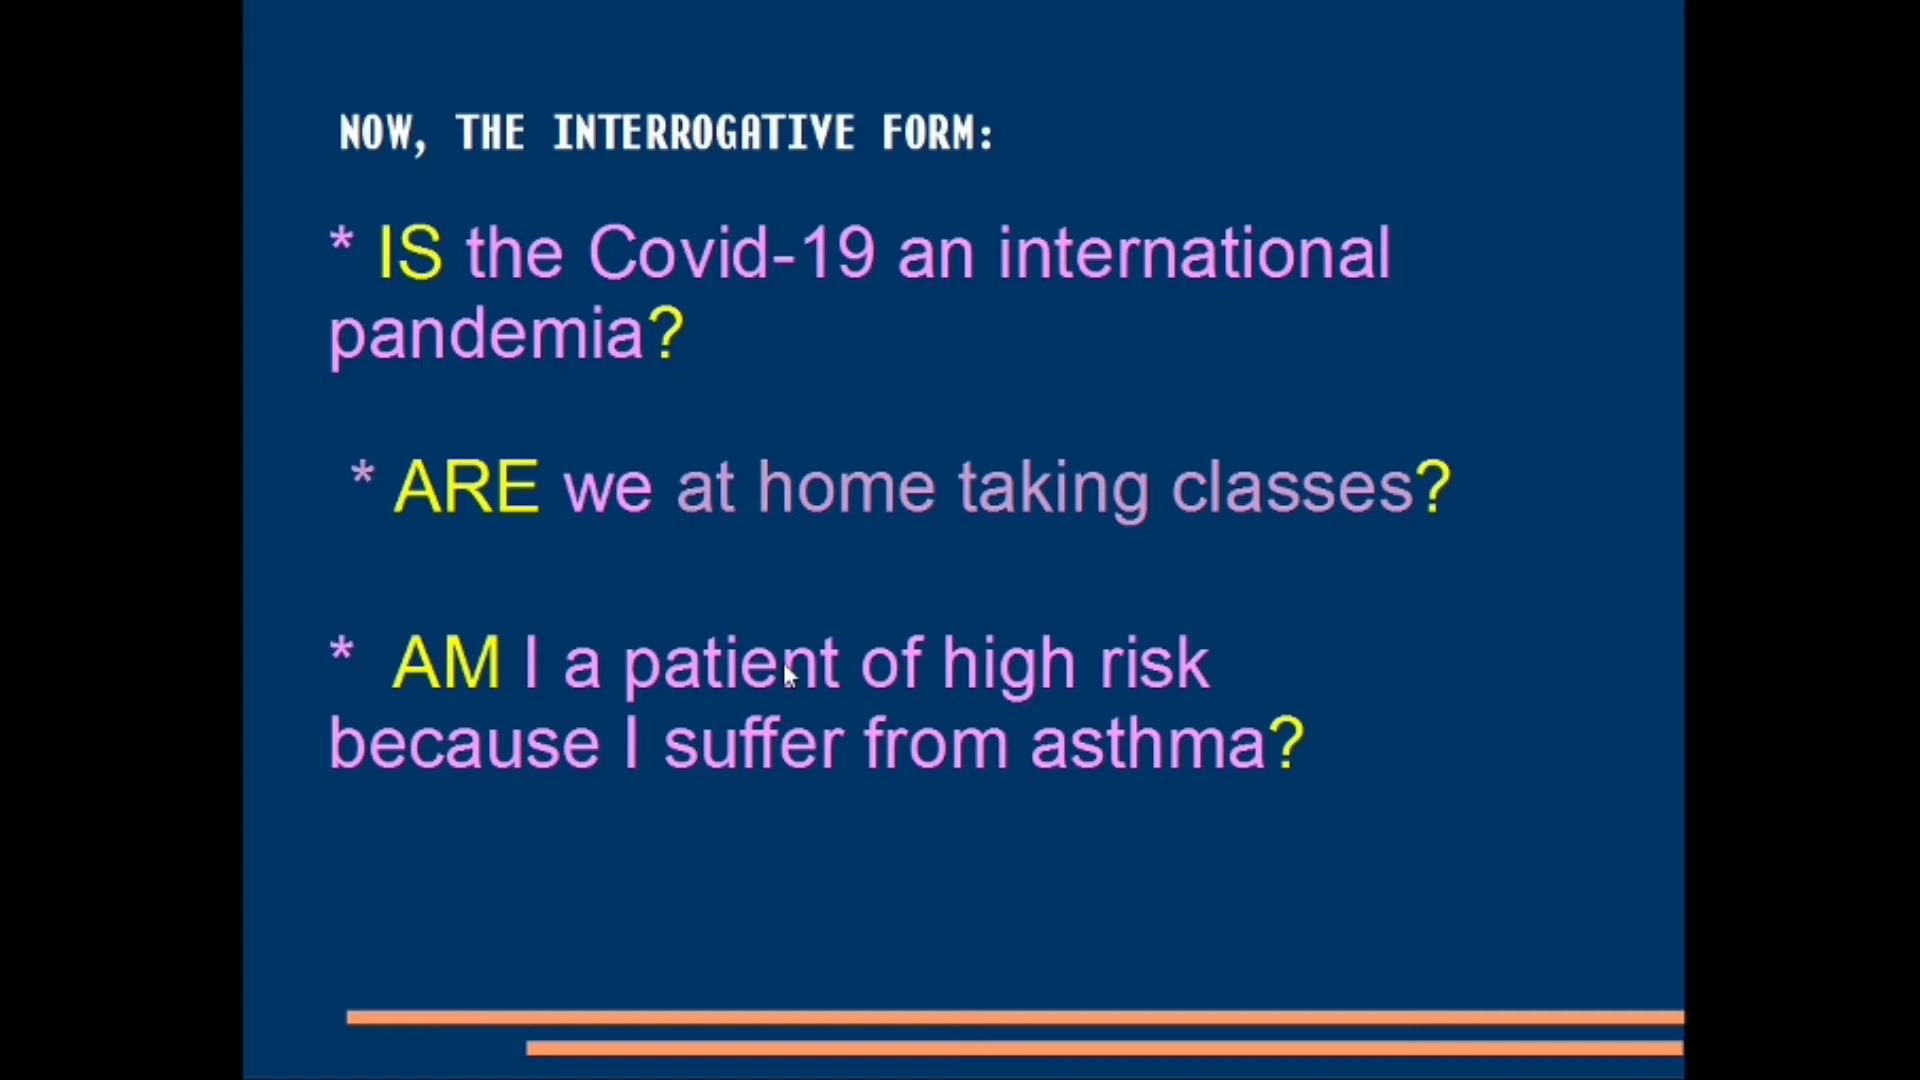 NOW, THE INTERROGATIVE FORM:
* IS the Covid-19 an international
pandemia?
* ARE we at home taking classes?
* AM I a patient of high risk
because I suffer from asthma?